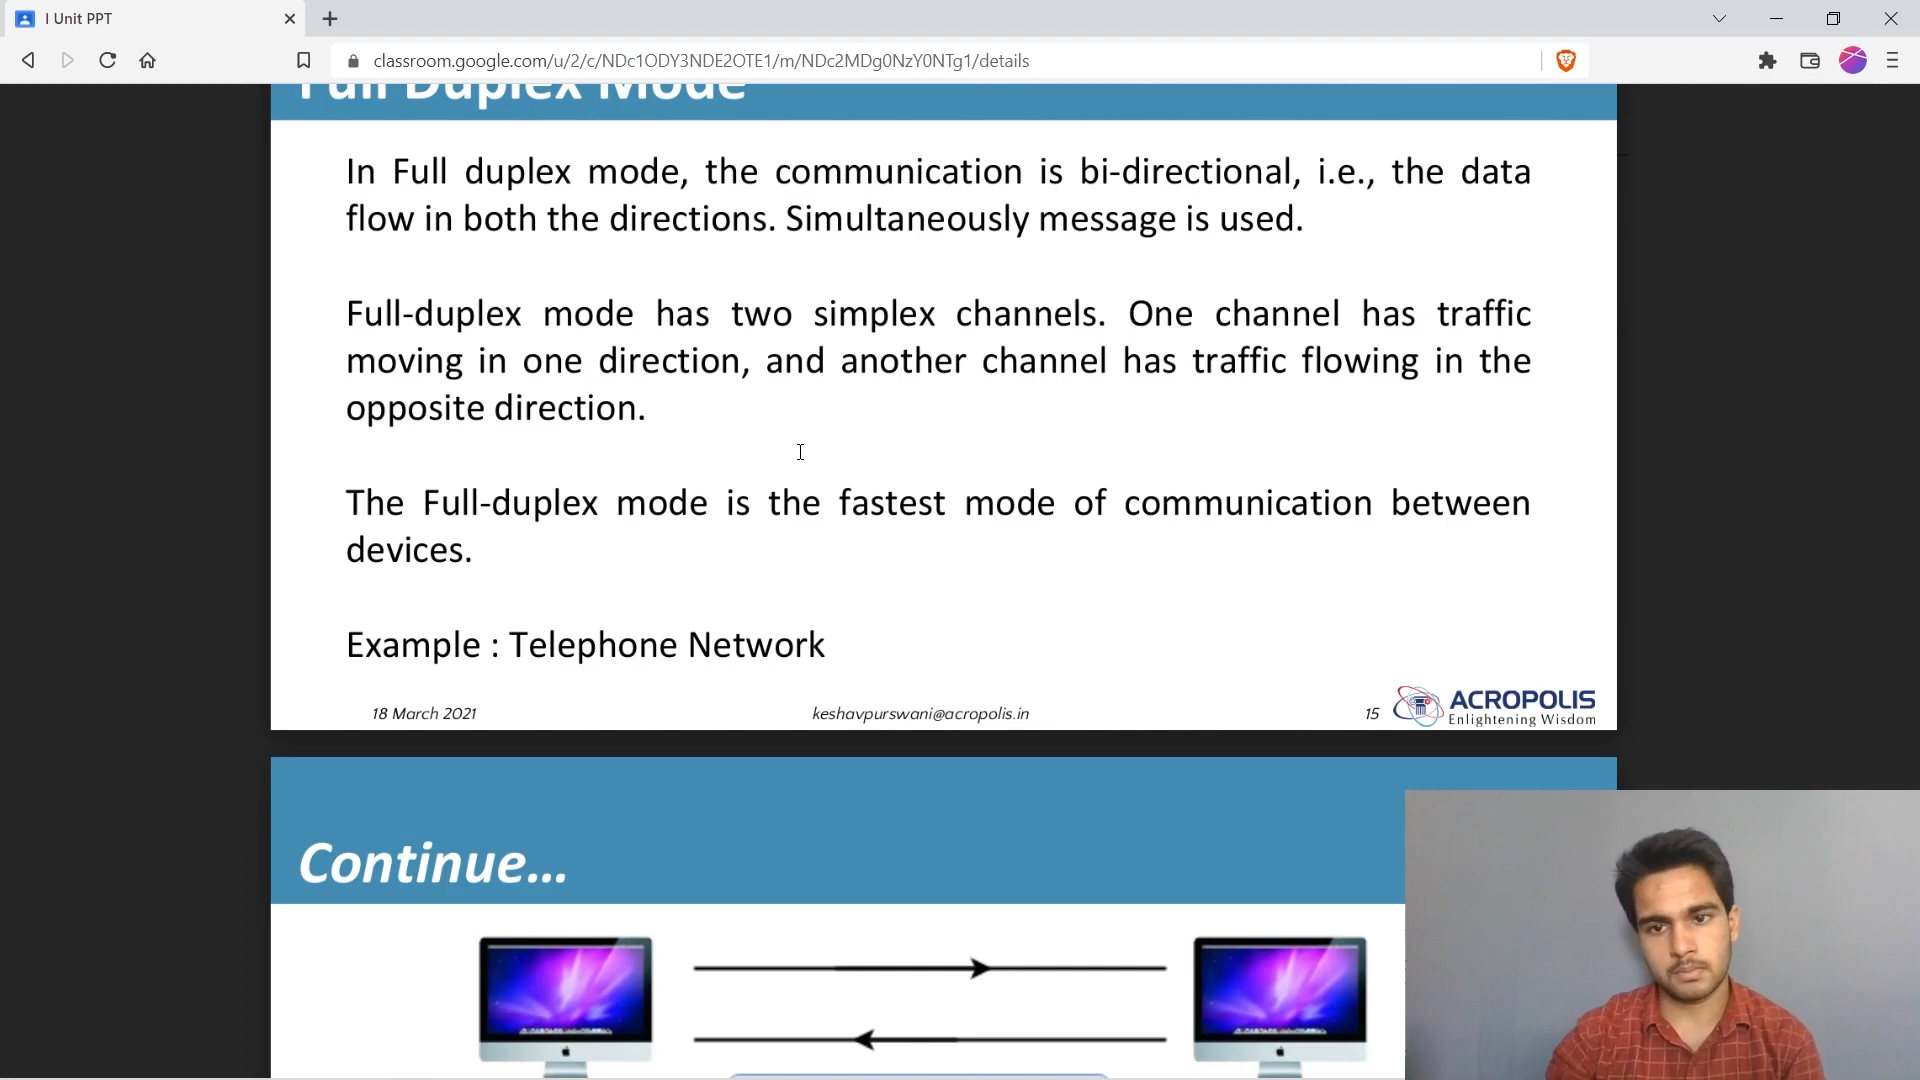 I Unit PPT
classroom.google.com/u/2/c/NDc1ODY3NDE2OTE1/m/NDc2MDg0NzY0NTg1/details
Full Duplex Mode
In Full duplex mode, the communication is bi-directional, i.e., the data
flow in both the directions. Simultaneously message is used.
Full-duplex mode has two simplex channels. One channel has traffic
moving in one direction, and another channel has traffic flowing in the
opposite direction.
The Full-duplex mode is the fastest mode of communication between
devices.
Example : Telephone Network
18 March 2021
keshavpurswani@acropolis.in
15
ACROPOLIS
Enlightening Wisdom
Continue...